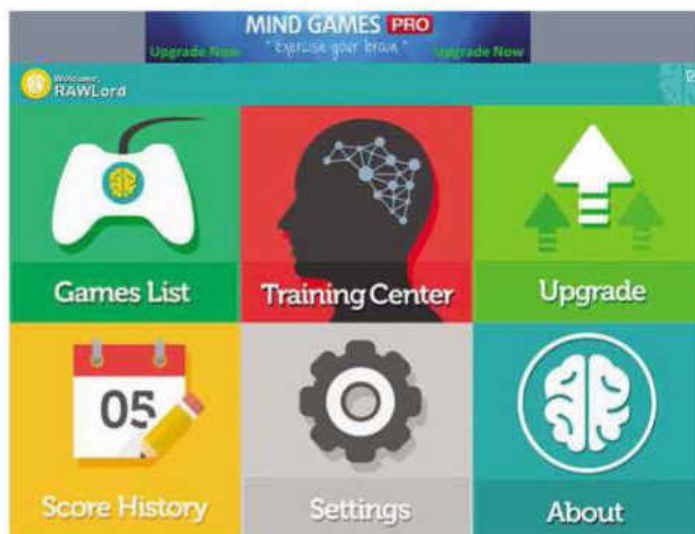 MIND GAMES PRO
Upgrade Now "exercise your brain" Upgrade Now
Welcome,
RAWLord
Games List
Training Center
Upgrade
05
Score History
Settings
About